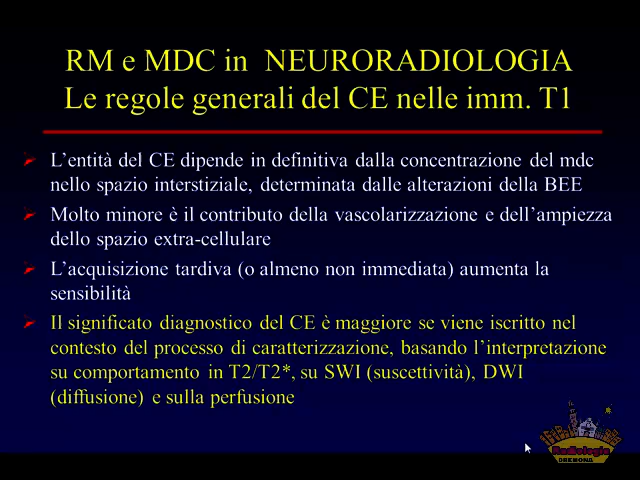 RM e MDC in NEURORADIOLOGIA
Le regole generali del CE nelle imm. T1
L'entità del CE dipende in definitiva dalla concentrazione del mdc
nello spazio interstiziale, determinata dalle alterazioni della BEE
Molto minore è il contributo della vascolarizzazione e dell'ampiezza
dello spazio extra-cellulare
L'acquisizione tardiva (o almeno non immediata) aumenta la
sensibilità
Il significato diagnostico del CE è maggiore se viene iscritto nel
contesto del processo di caratterizzazione, basando l'interpretazione
su comportamento in T2/T2*, su SWI (suscettività), DWI
(diffusione) e sulla perfusione
Radiologia
CREMONA